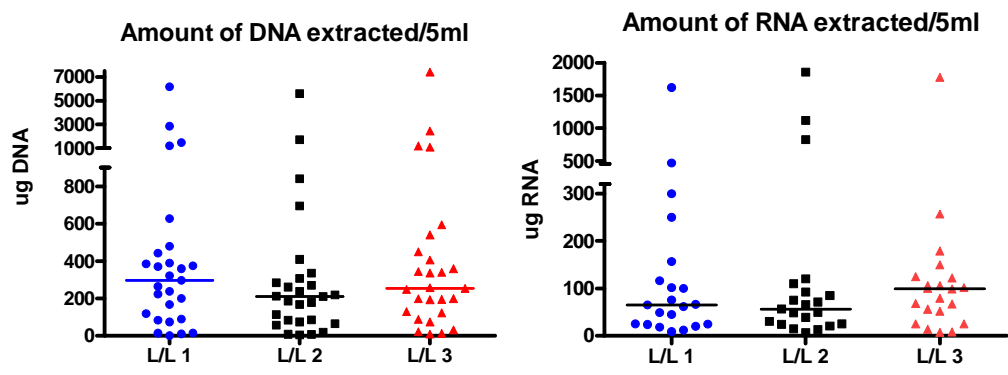 Amount of DNA extracted/5ml
7000
5000
3000
1000
800
600
400
200
0
ug DNA
L/L 1
L/L 2
L/L 3
Amount of RNA extracted/5ml
2000
1500
1000
500
300
200
100
0
ug RNA
L/L 1
L/L 2
L/L 3